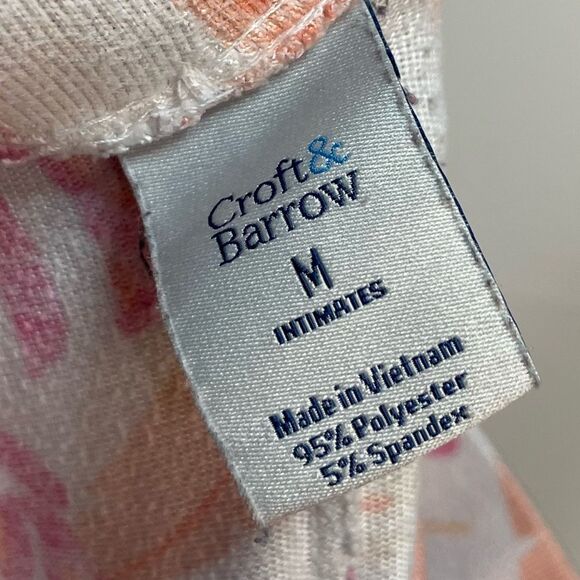 Croft&
Barrow
M
INTIMATES
Made in Vietnam
95% Polyester
5% Spandex